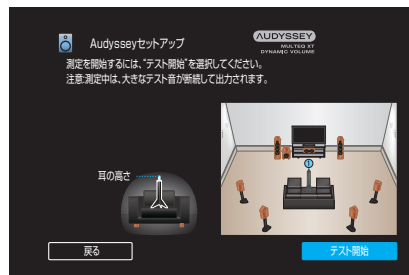 Audysseyセットアップ
AUDYSSEY
MULTEQ XT
DYNAMIC VOLUME
測定を開始するには、"テスト開始"を選択してください。
注意:測定中は、大きなテスト音が断続して出力されます。
耳の高さ
①
戻る
テスト開始